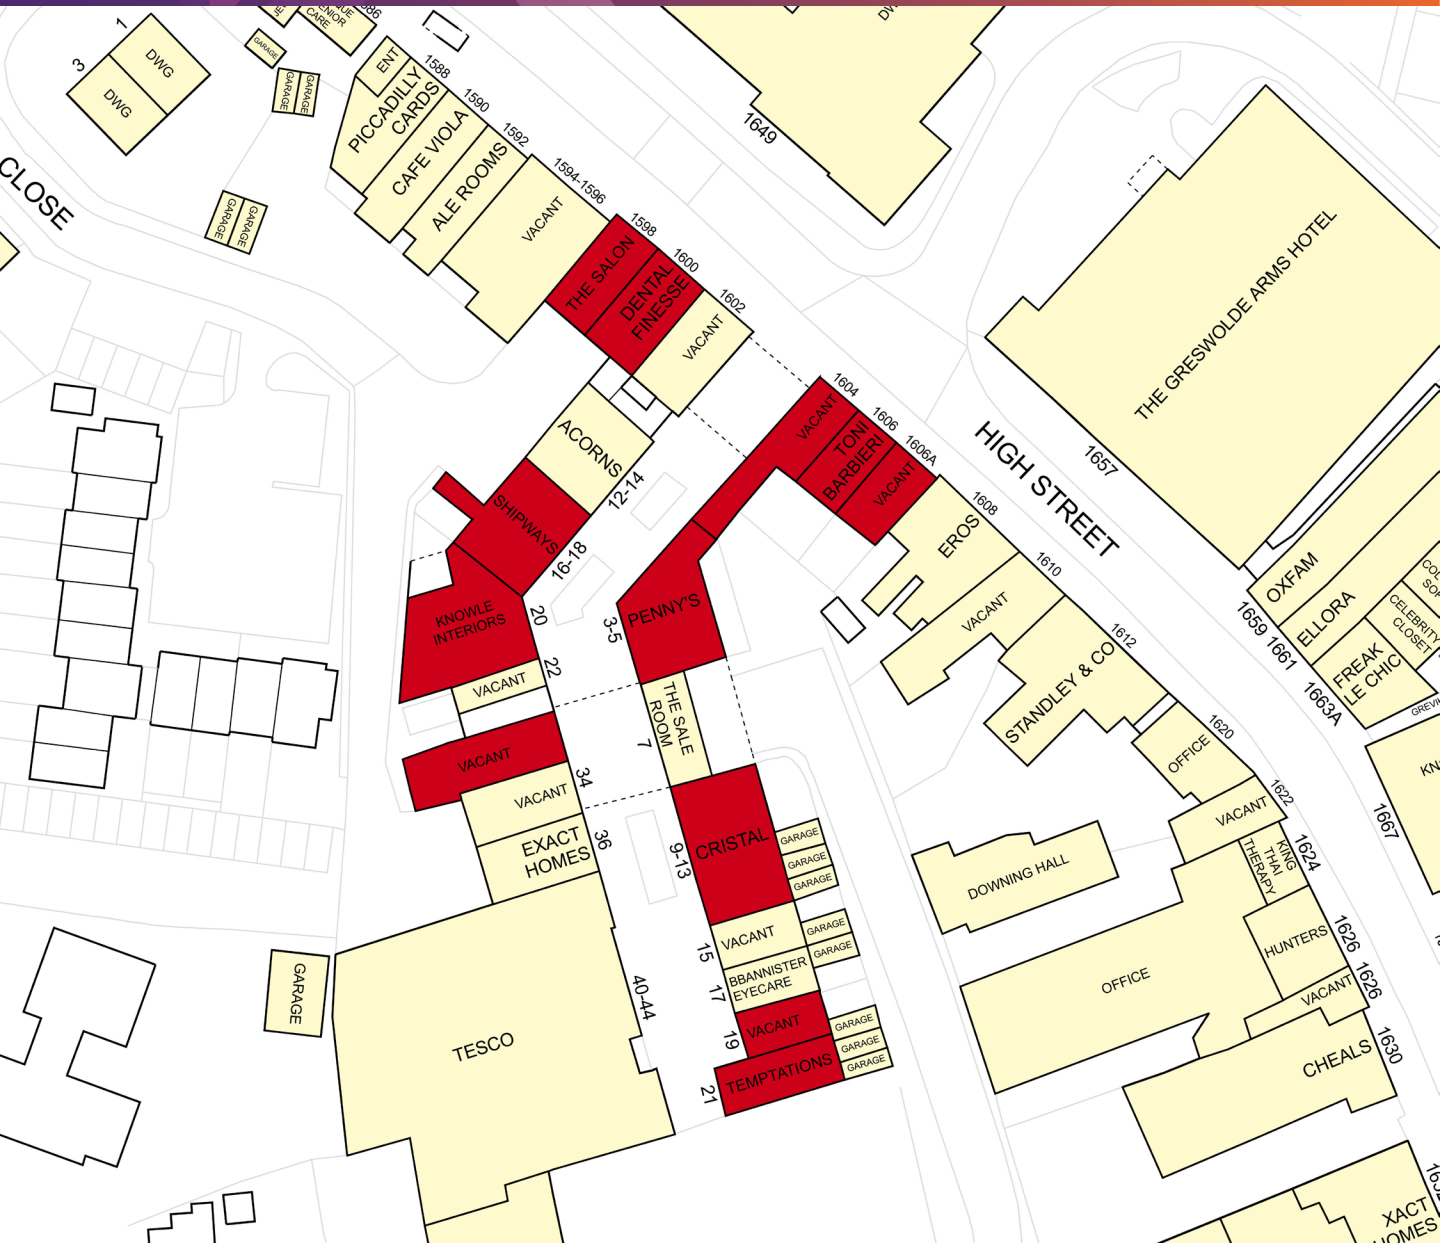 1
3
DWG
DWG
CLOSE
GARAGE
GARAGE
GARAGE
GARAGE
GARAGE
CARE
ENT
1588
PICCADILLY
CARDS
1590
CAFE VIOLA
1592
ALE ROOMS
1594-1596
VACANT
1598
THE SALON
1600
DENTAL
FINESSE
1602
VACANT
1649
THE GRESWOLDE ARMS HOTEL
1657
HIGH STREET
1604
VACANT
1606
TONI
BARBIERI
1606A
VACANT
1608
EROS
1610
VACANT
1612
STANDLEY & CO
1620
OFFICE
1622
VACANT
1624
KING
THAI
THERAPY
1626
HUNTERS
1626
VACANT
1630
CHEALS
OFFICE
DOWNING HALL
OXFAM
1659
ELLORA
1661
CELEBRITY
CLOSET
FREAK
LE CHIC
1663A
1667
ACORNS
12-14
SHIPWAYS
16-18
KNOWLE
INTERIORS
20
VACANT
22
VACANT
34
VACANT
EXACT
HOMES
36
TESCO
40-44
GARAGE
PENNY'S
3-5
THE SALE
ROOM
7
CRISTAL
9-13
GARAGE
GARAGE
GARAGE
VACANT
15
GARAGE
GARAGE
BBANNISTER
EYECARE
17
VACANT
19
TEMPTATIONS
21
GARAGE
GARAGE
GARAGE
XACT
HOMES